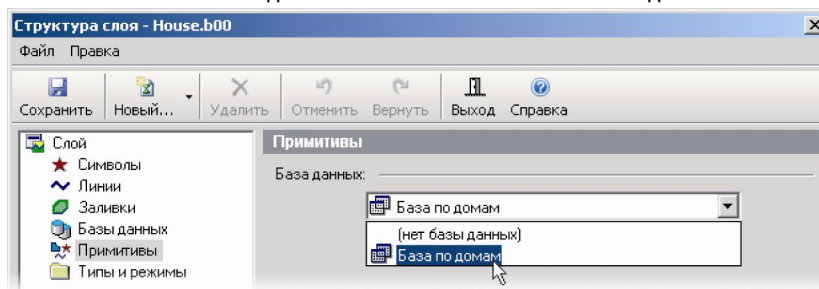 Структура слоя - House.b00
Файл Правка
Сохранить Новый... Удалить Отменить Вернуть Выход Справка
Слой
Символы
Линии
Заливки
Базы данных
Примитивы
Типы и режимы
Примитивы
База данных:
База по домам
(нет базы данных)
База по домам